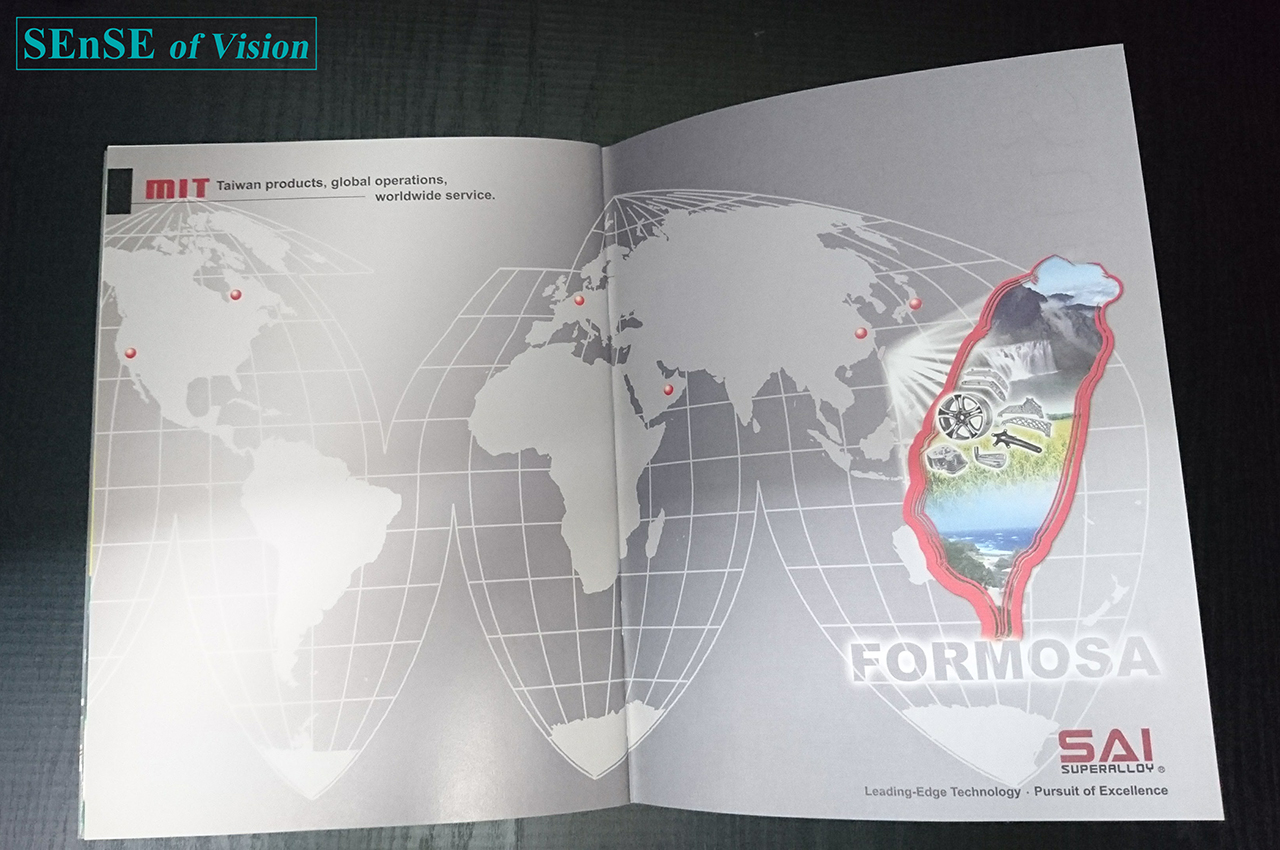 SEnSE of Vision
MIT Taiwan products, global operations,
worldwide service.
FORMOSA
SAI
SUPERALLOY ®
Leading-Edge Technology · Pursuit of Excellence